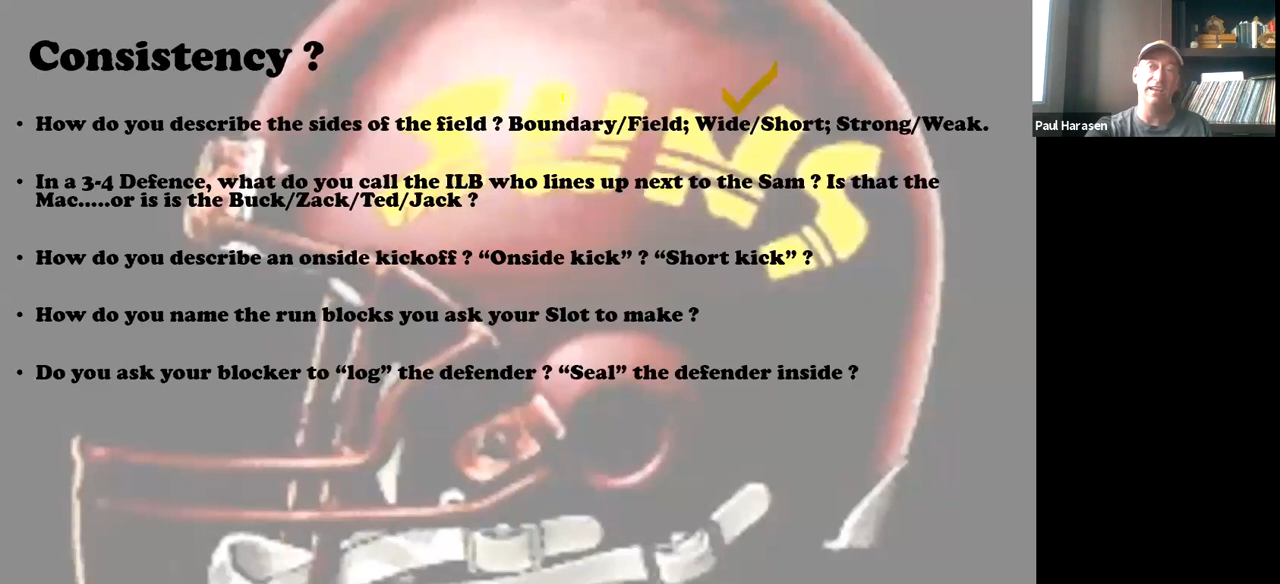 Consistency ?
• How do you describe the sides of the field ? Boundary/Field; Wide/Short; Strong/Weak.
• In a 3-4 Defence, what do you call the ILB who lines up next to the Sam ? Is that the
Mac.....or is is the Buck/Zack/Ted/Jack ?
• How do you describe an onside kickoff ? “Onside kick” ? “Short kick” ?
• How do you name the run blocks you ask your Slot to make ?
• Do you ask your blocker to “log” the defender ? “Seal” the defender inside ?
SUNS
Paul Harasen